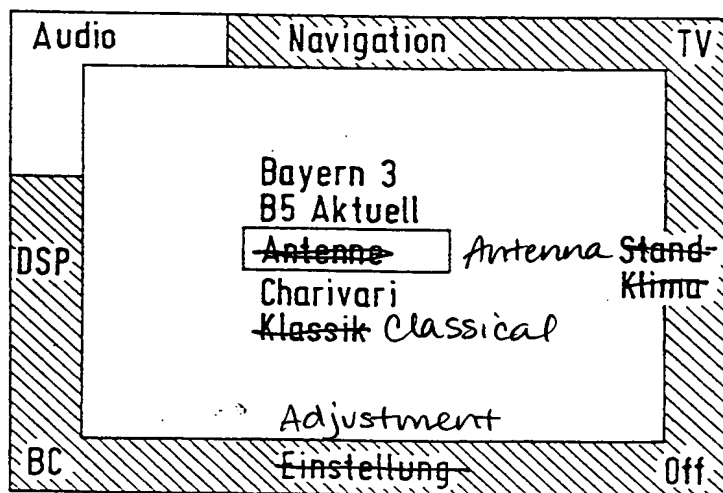 Audio Navigation TV
Bayern 3
B5 Aktuell
Antenne Antenna Stand-
DSP Klima
Charivari
Klassik Classical
Adjustment
BC Einstellung Off